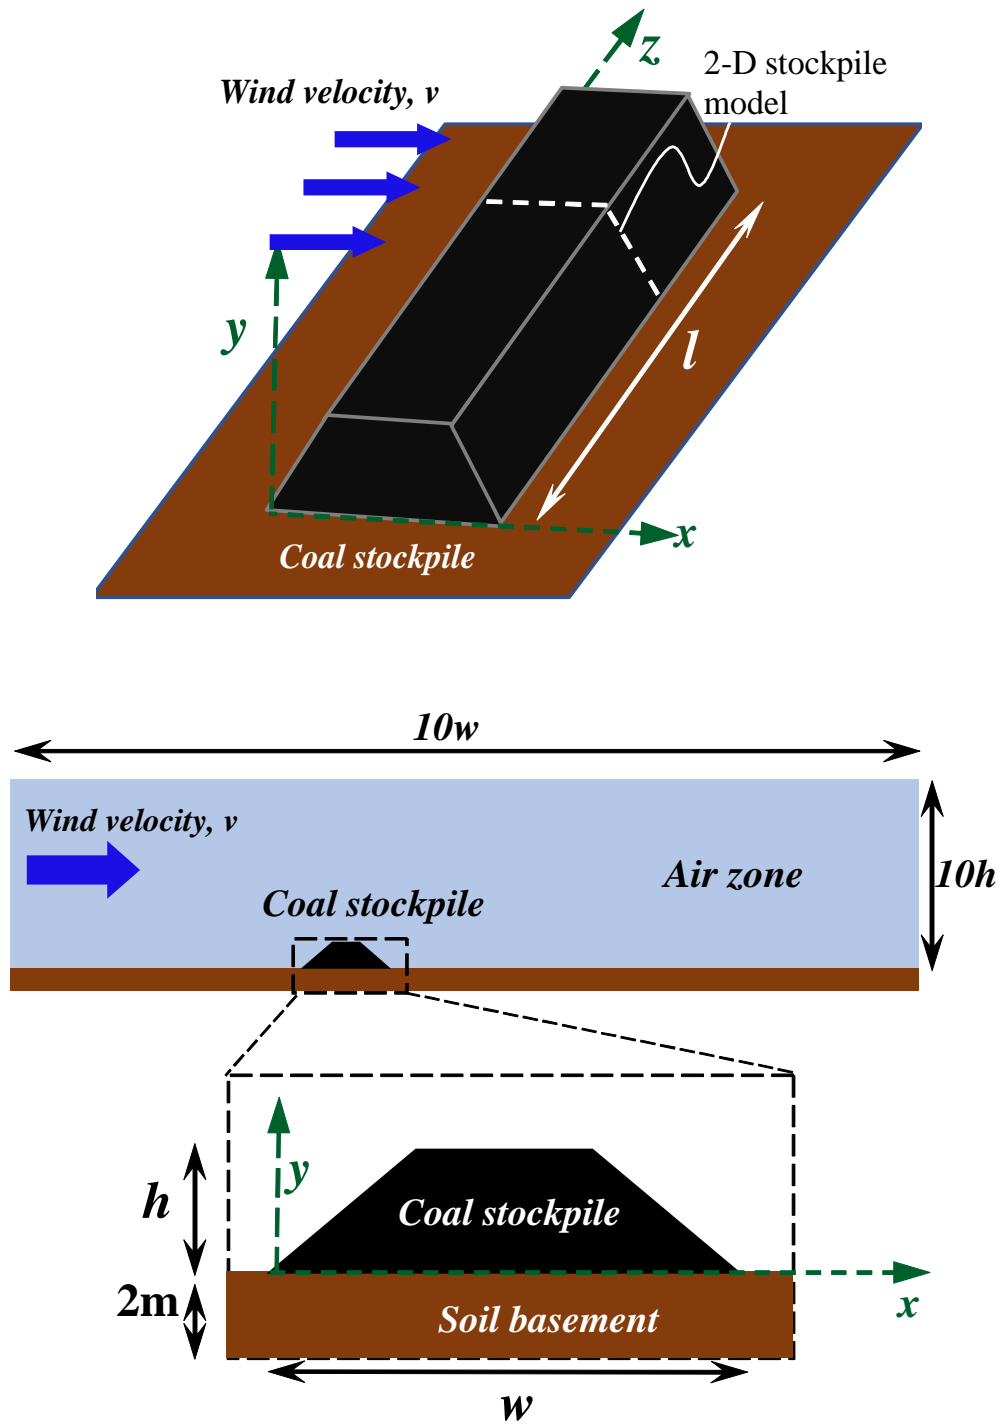 z
2-D stockpile
model
Wind velocity, v
y
l
x
Coal stockpile
10w
Wind velocity, v
Air zone
10h
Coal stockpile
y
h
Coal stockpile
2m
x
Soil basement
w